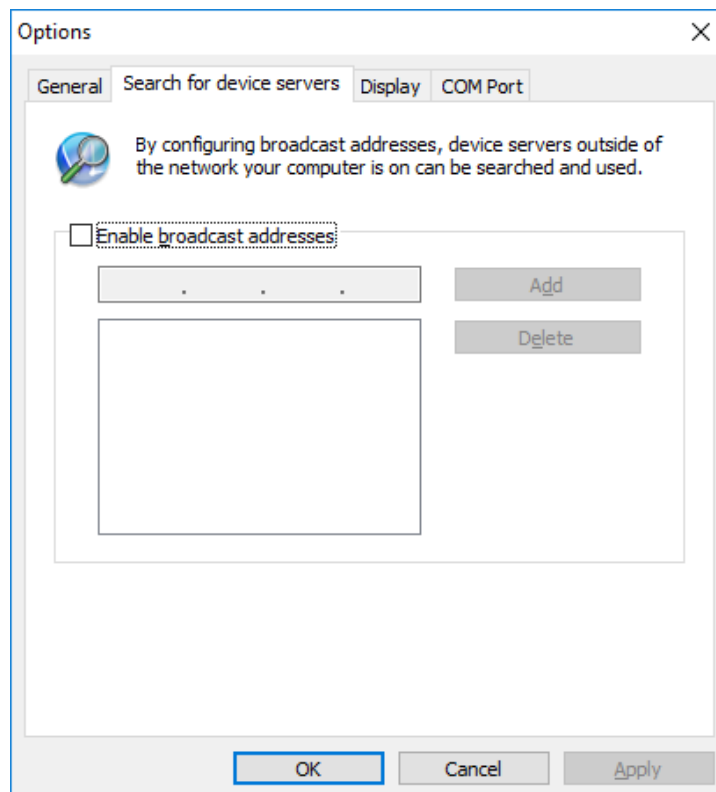 Options
General Search for device servers Display COM Port
By configuring broadcast addresses, device servers outside of
the network your computer is on can be searched and used.
Enable broadcast addresses
. . .
Add
Delete
OK Cancel Apply